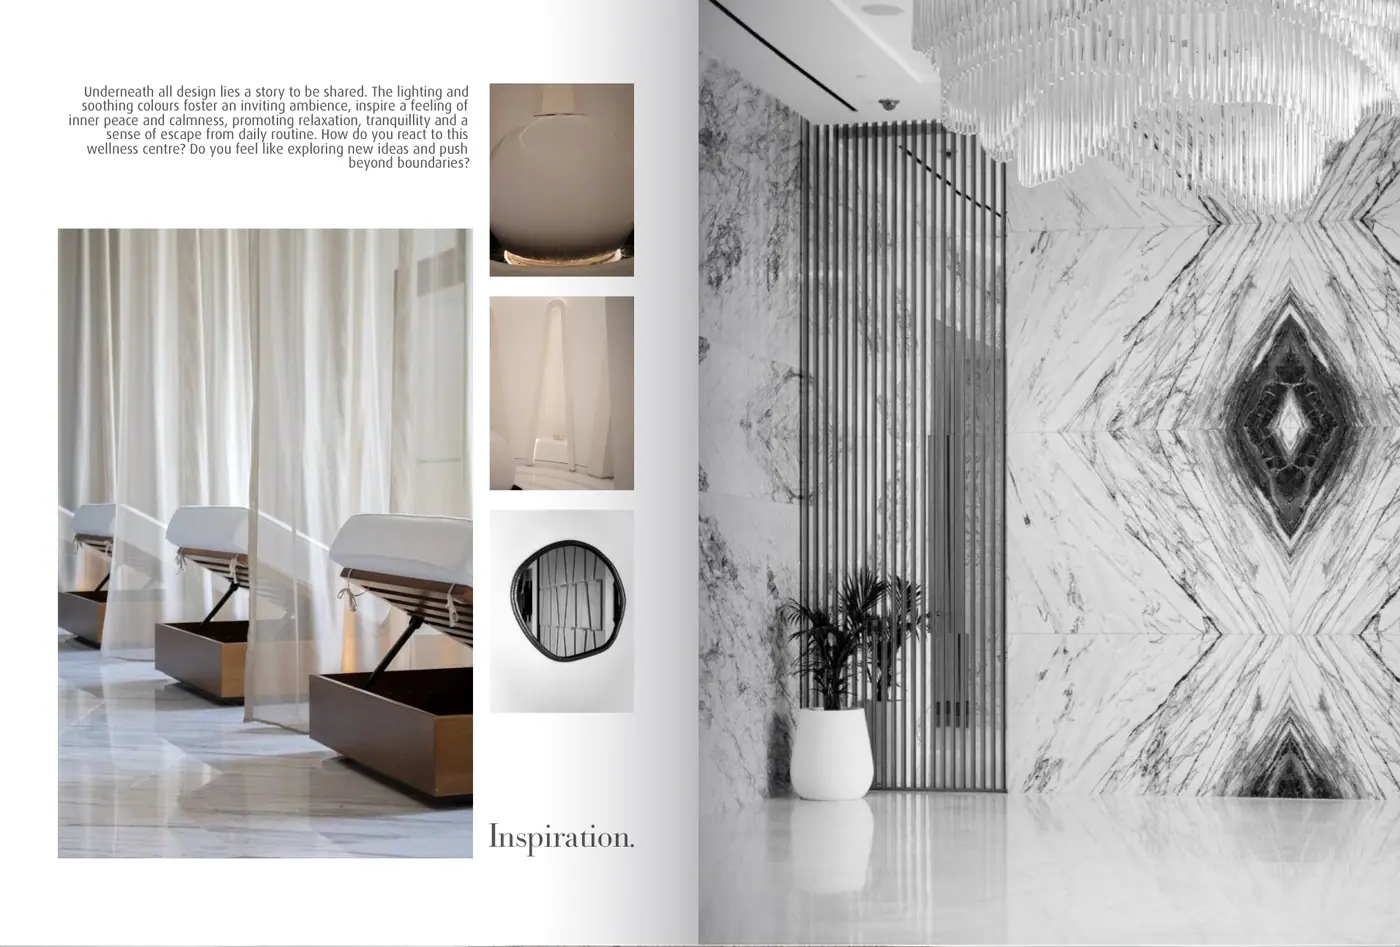 Underneath all design lies a story to be shared. The lighting and
soothing colours foster an inviting ambience, inspire a feeling of
inner peace and calmness, promoting relaxation, tranquillity and a
sense of escape from daily routine. How do you react to this
wellness centre? Do you feel like exploring new ideas and push
beyond boundaries?
Inspiration.